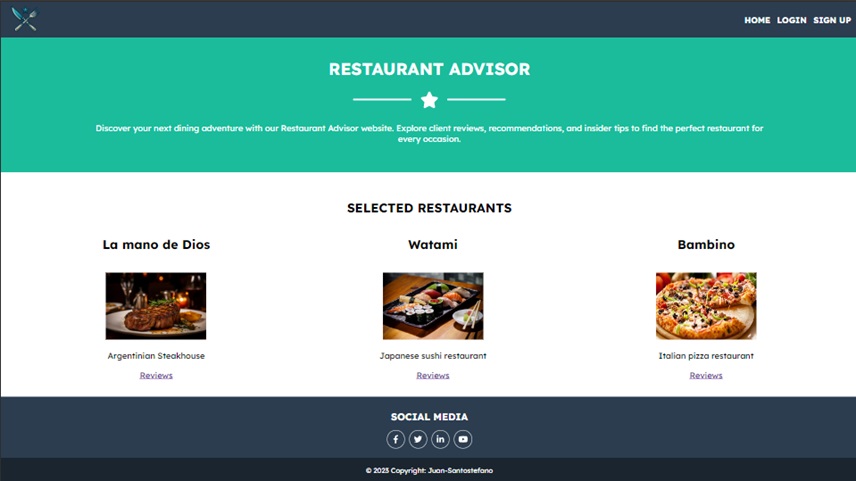 HOME LOGIN SIGN UP
RESTAURANT ADVISOR
Discover your next dining adventure with our Restaurant Advisor website. Explore client reviews, recommendations, and insider tips to find the perfect restaurant for
every occasion.
SELECTED RESTAURANTS
La mano de Dios
Watami
Bambino
Argentinian Steakhouse
Japanese sushi restaurant
Italian pizza restaurant
Reviews
Reviews
Reviews
SOCIAL MEDIA
© 2023 Copyright: Juan-Santostefano